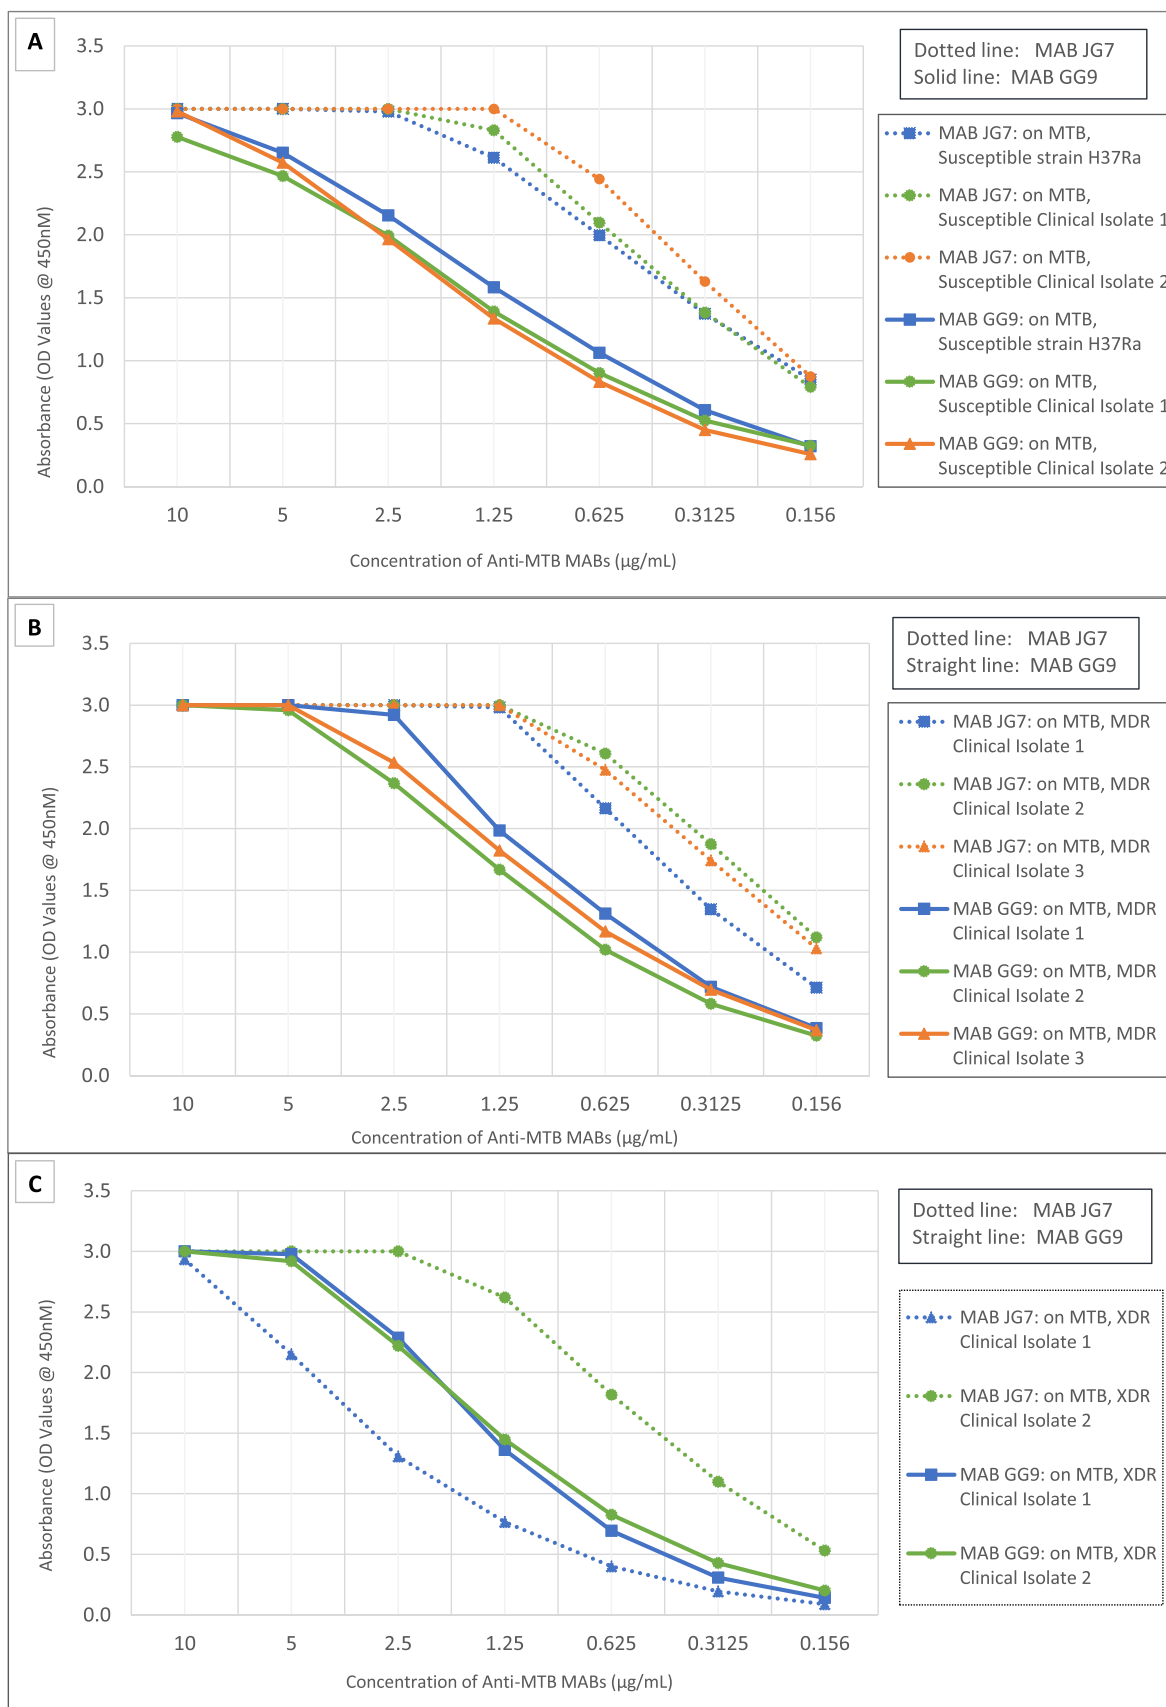 A
Dotted line: MAB JG7
Solid line: MAB GG9
3.5
3.0
2.5
2.0
1.5
1.0
0.5
0.0
Absorbance (OD Values @ 450nM)
10 5 2.5 1.25 0.625 0.3125 0.156
Concentration of Anti-MTB MABs (µg/mL)
MAB JG7: on MTB,
Susceptible strain H37Ra
MAB JG7: on MTB,
Susceptible Clinical Isolate 1
MAB JG7: on MTB,
Susceptible Clinical Isolate 2
MAB GG9: on MTB,
Susceptible strain H37Ra
MAB GG9: on MTB,
Susceptible Clinical Isolate 1
MAB GG9: on MTB,
Susceptible Clinical Isolate 2
B
Dotted line: MAB JG7
Straight line: MAB GG9
3.5
3.0
2.5
2.0
1.5
1.0
0.5
0.0
Absorbance (OD Values @ 450nM)
10 5 2.5 1.25 0.625 0.3125 0.156
Concentration of Anti-MTB MABs (µg/mL)
MAB JG7: on MTB, MDR
Clinical Isolate 1
MAB JG7: on MTB, MDR
Clinical Isolate 2
MAB JG7: on MTB, MDR
Clinical Isolate 3
MAB GG9: on MTB, MDR
Clinical Isolate 1
MAB GG9: on MTB, MDR
Clinical Isolate 2
MAB GG9: on MTB, MDR
Clinical Isolate 3
C
Dotted line: MAB JG7
Straight line: MAB GG9
3.5
3.0
2.5
2.0
1.5
1.0
0.5
0.0
Absorbance (OD Values @ 450nM)
10 5 2.5 1.25 0.625 0.3125 0.156
Concentration of Anti-MTB MABs (µg/mL)
MAB JG7: on MTB, XDR
Clinical Isolate 1
MAB JG7: on MTB, XDR
Clinical Isolate 2
MAB GG9: on MTB, XDR
Clinical Isolate 1
MAB GG9: on MTB, XDR
Clinical Isolate 2